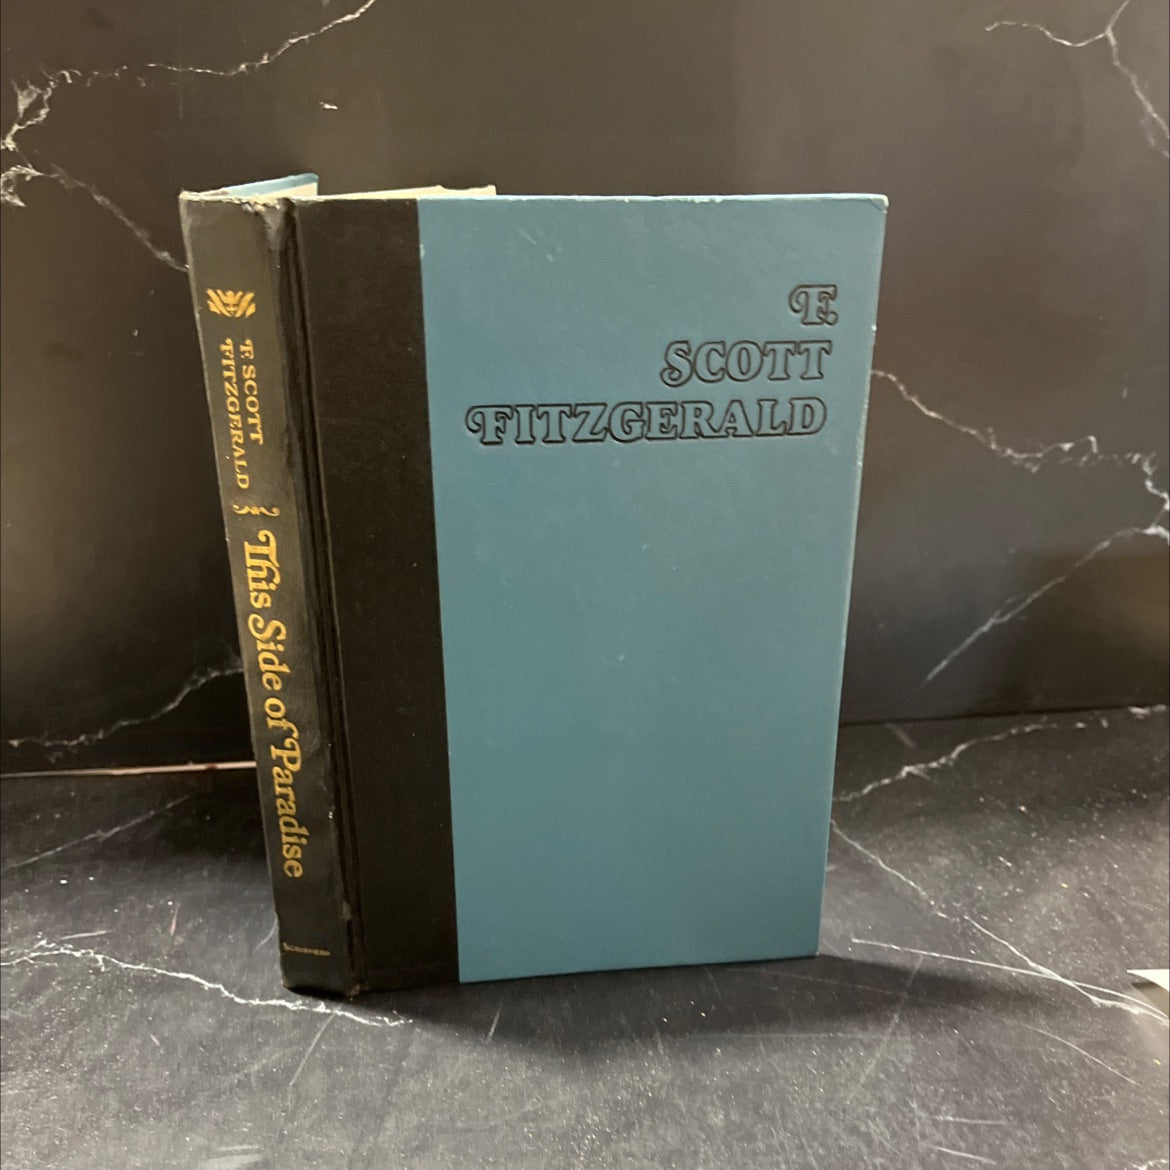 F. SCOTT
FITZGERALD
This Side of Paradise
SCRIBNERS
F.
SCOTT
FITZGERALD